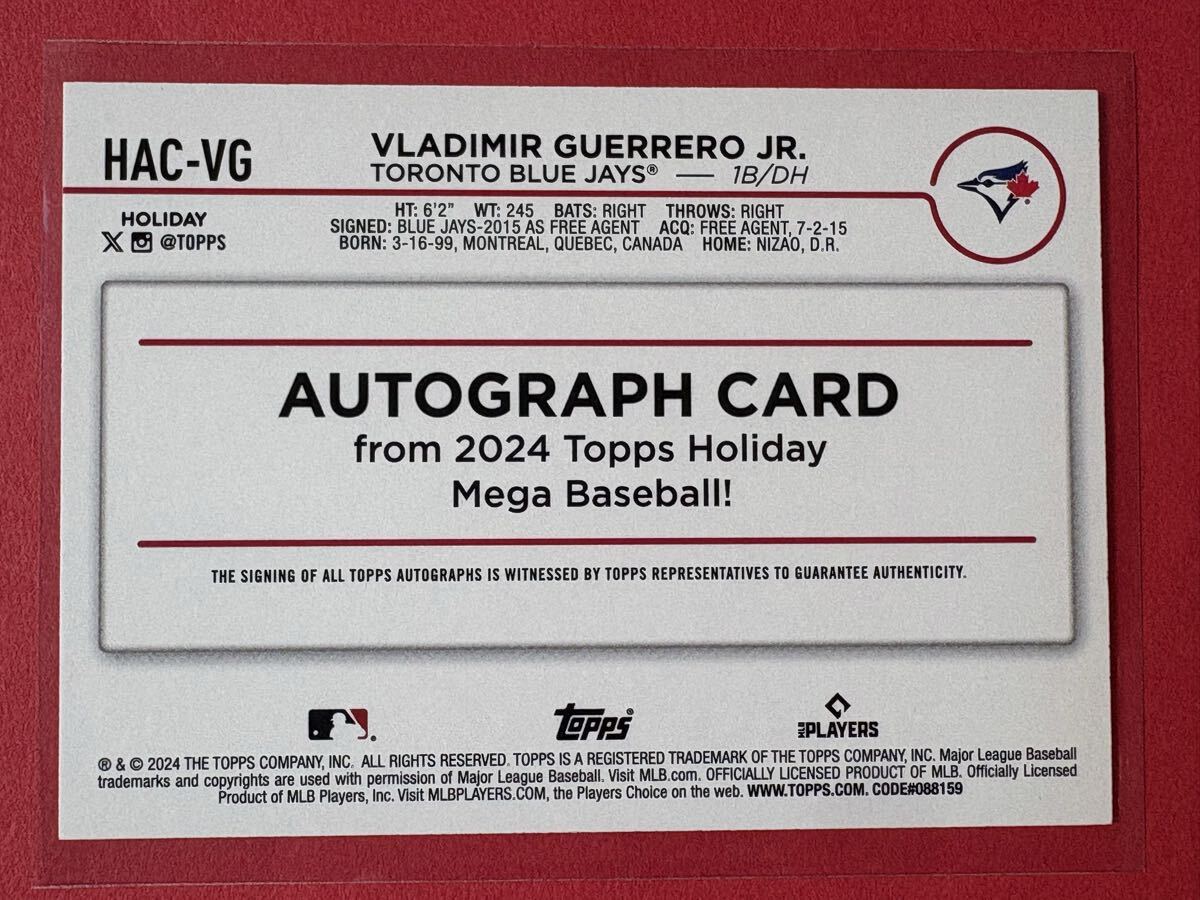 HAC-VG
VLADIMIR GUERRERO JR.
TORONTO BLUE JAYS® — 1B/DH
HOLIDAY
X @TOPPS
HT: 6'2" WT: 245 BATS: RIGHT THROWS: RIGHT
SIGNED: BLUE JAYS-2015 AS FREE AGENT ACQ: FREE AGENT, 7-2-15
BORN: 3-16-99, MONTREAL, QUEBEC, CANADA HOME: NIZAO, D.R.
AUTOGRAPH CARD
from 2024 Topps Holiday
Mega Baseball!
THE SIGNING OF ALL TOPPS AUTOGRAPHS IS WITNESSED BY TOPPS REPRESENTATIVES TO GUARANTEE AUTHENTICITY.
Topps®
MLB PLAYERS
® & © 2024 THE TOPPS COMPANY, INC. ALL RIGHTS RESERVED. TOPPS IS A REGISTERED TRADEMARK OF THE TOPPS COMPANY, INC. Major League Baseball
trademarks and copyrights are used with permission of Major League Baseball. Visit MLB.com. OFFICIALLY LICENSED PRODUCT OF MLB. Officially Licensed
Product of MLB Players, Inc. Visit MLBPLAYERS.COM, the Players Choice on the web. WWW.TOPPS.COM. CODE#088159